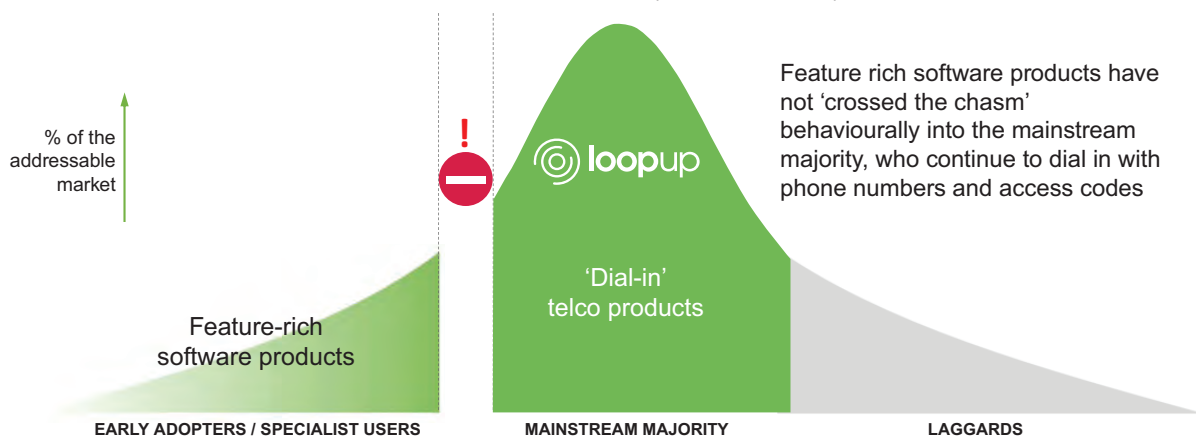 % of the
addressable
market
!
loopup
Feature rich software products have
not ‘crossed the chasm’
behaviourally into the mainstream
majority, who continue to dial in with
phone numbers and access codes
‘Dial-in’
telco products
Feature-rich
software products
EARLY ADOPTERS / SPECIALIST USERS
MAINSTREAM MAJORITY
LAGGARDS